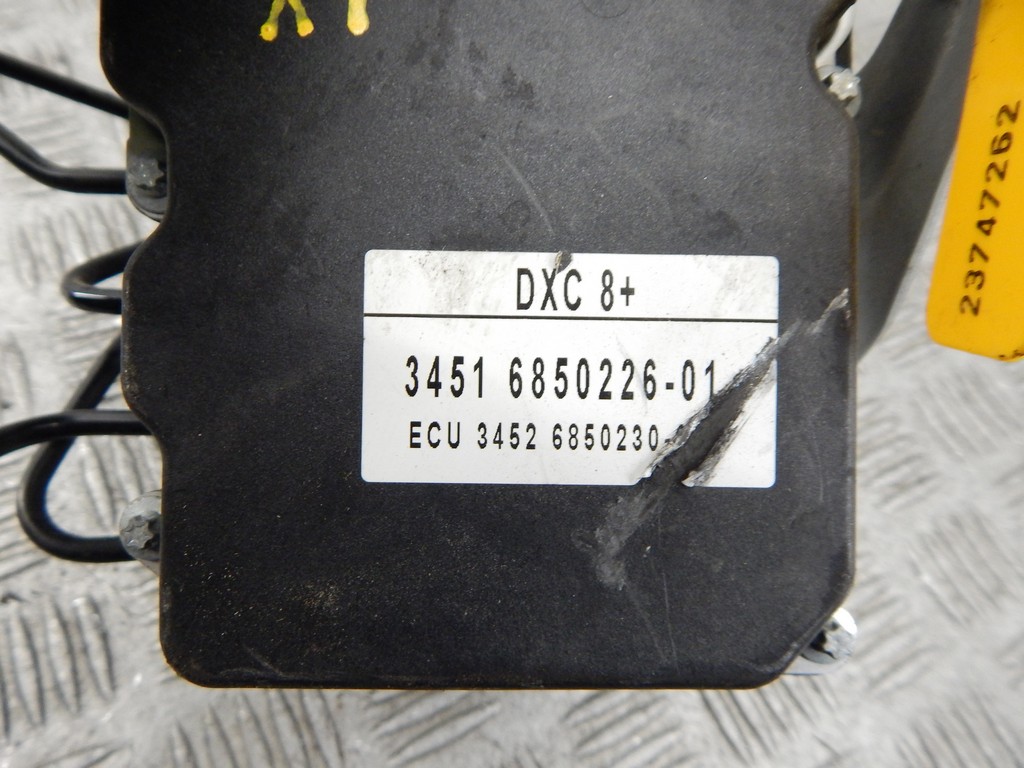 DXC 8+
3451 6850226-01
ECU 3452 6850230-
23747262